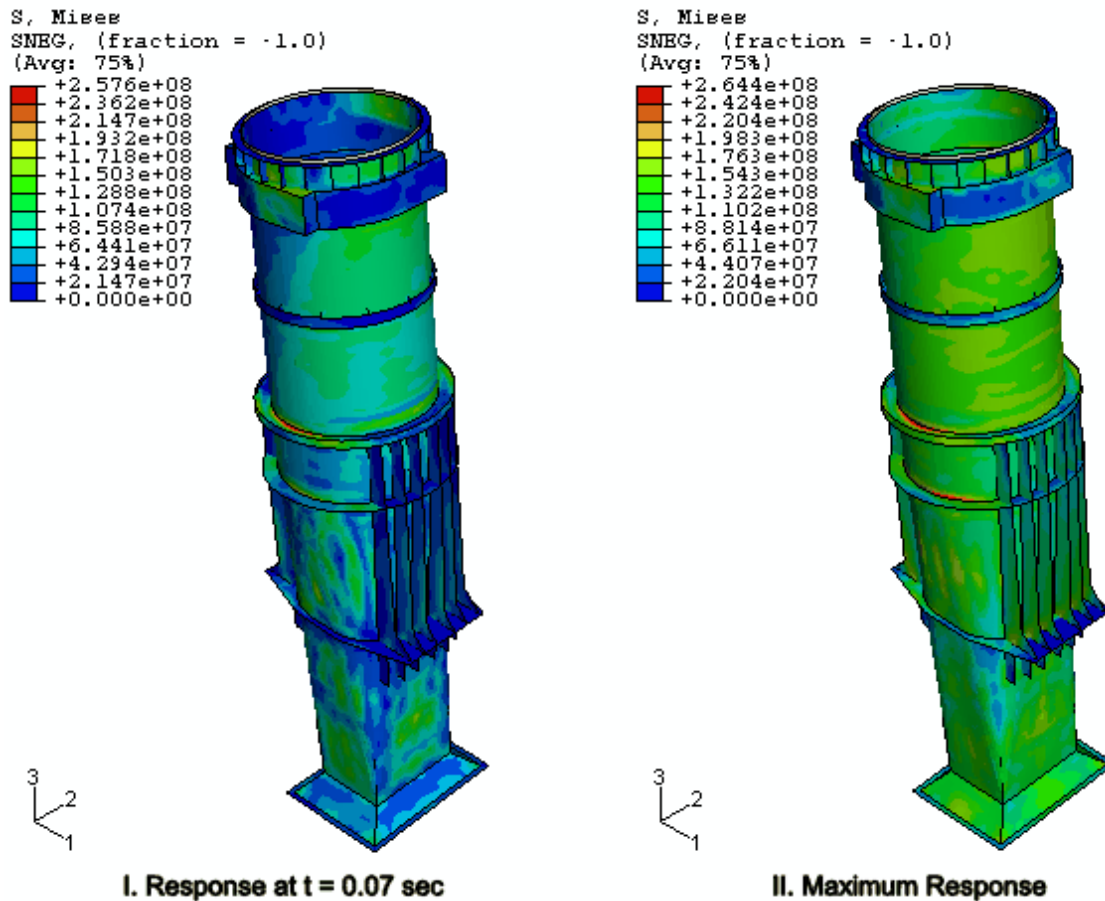 S, Mises
SNEG, (fraction = -1.0)
(Avg: 75%)
+2.576e+08
+2.362e+08
+2.147e+08
+1.932e+08
+1.718e+08
+1.503e+08
+1.288e+08
+1.074e+08
+8.588e+07
+6.441e+07
+4.294e+07
+2.147e+07
+0.000e+00
3
2
1
I. Response at t = 0.07 sec
S, Mises
SNEG, (fraction = -1.0)
(Avg: 75%)
+2.644e+08
+2.424e+08
+2.204e+08
+1.983e+08
+1.763e+08
+1.543e+08
+1.322e+08
+1.102e+08
+8.814e+07
+6.611e+07
+4.407e+07
+2.204e+07
+0.000e+00
3
2
1
II. Maximum Response